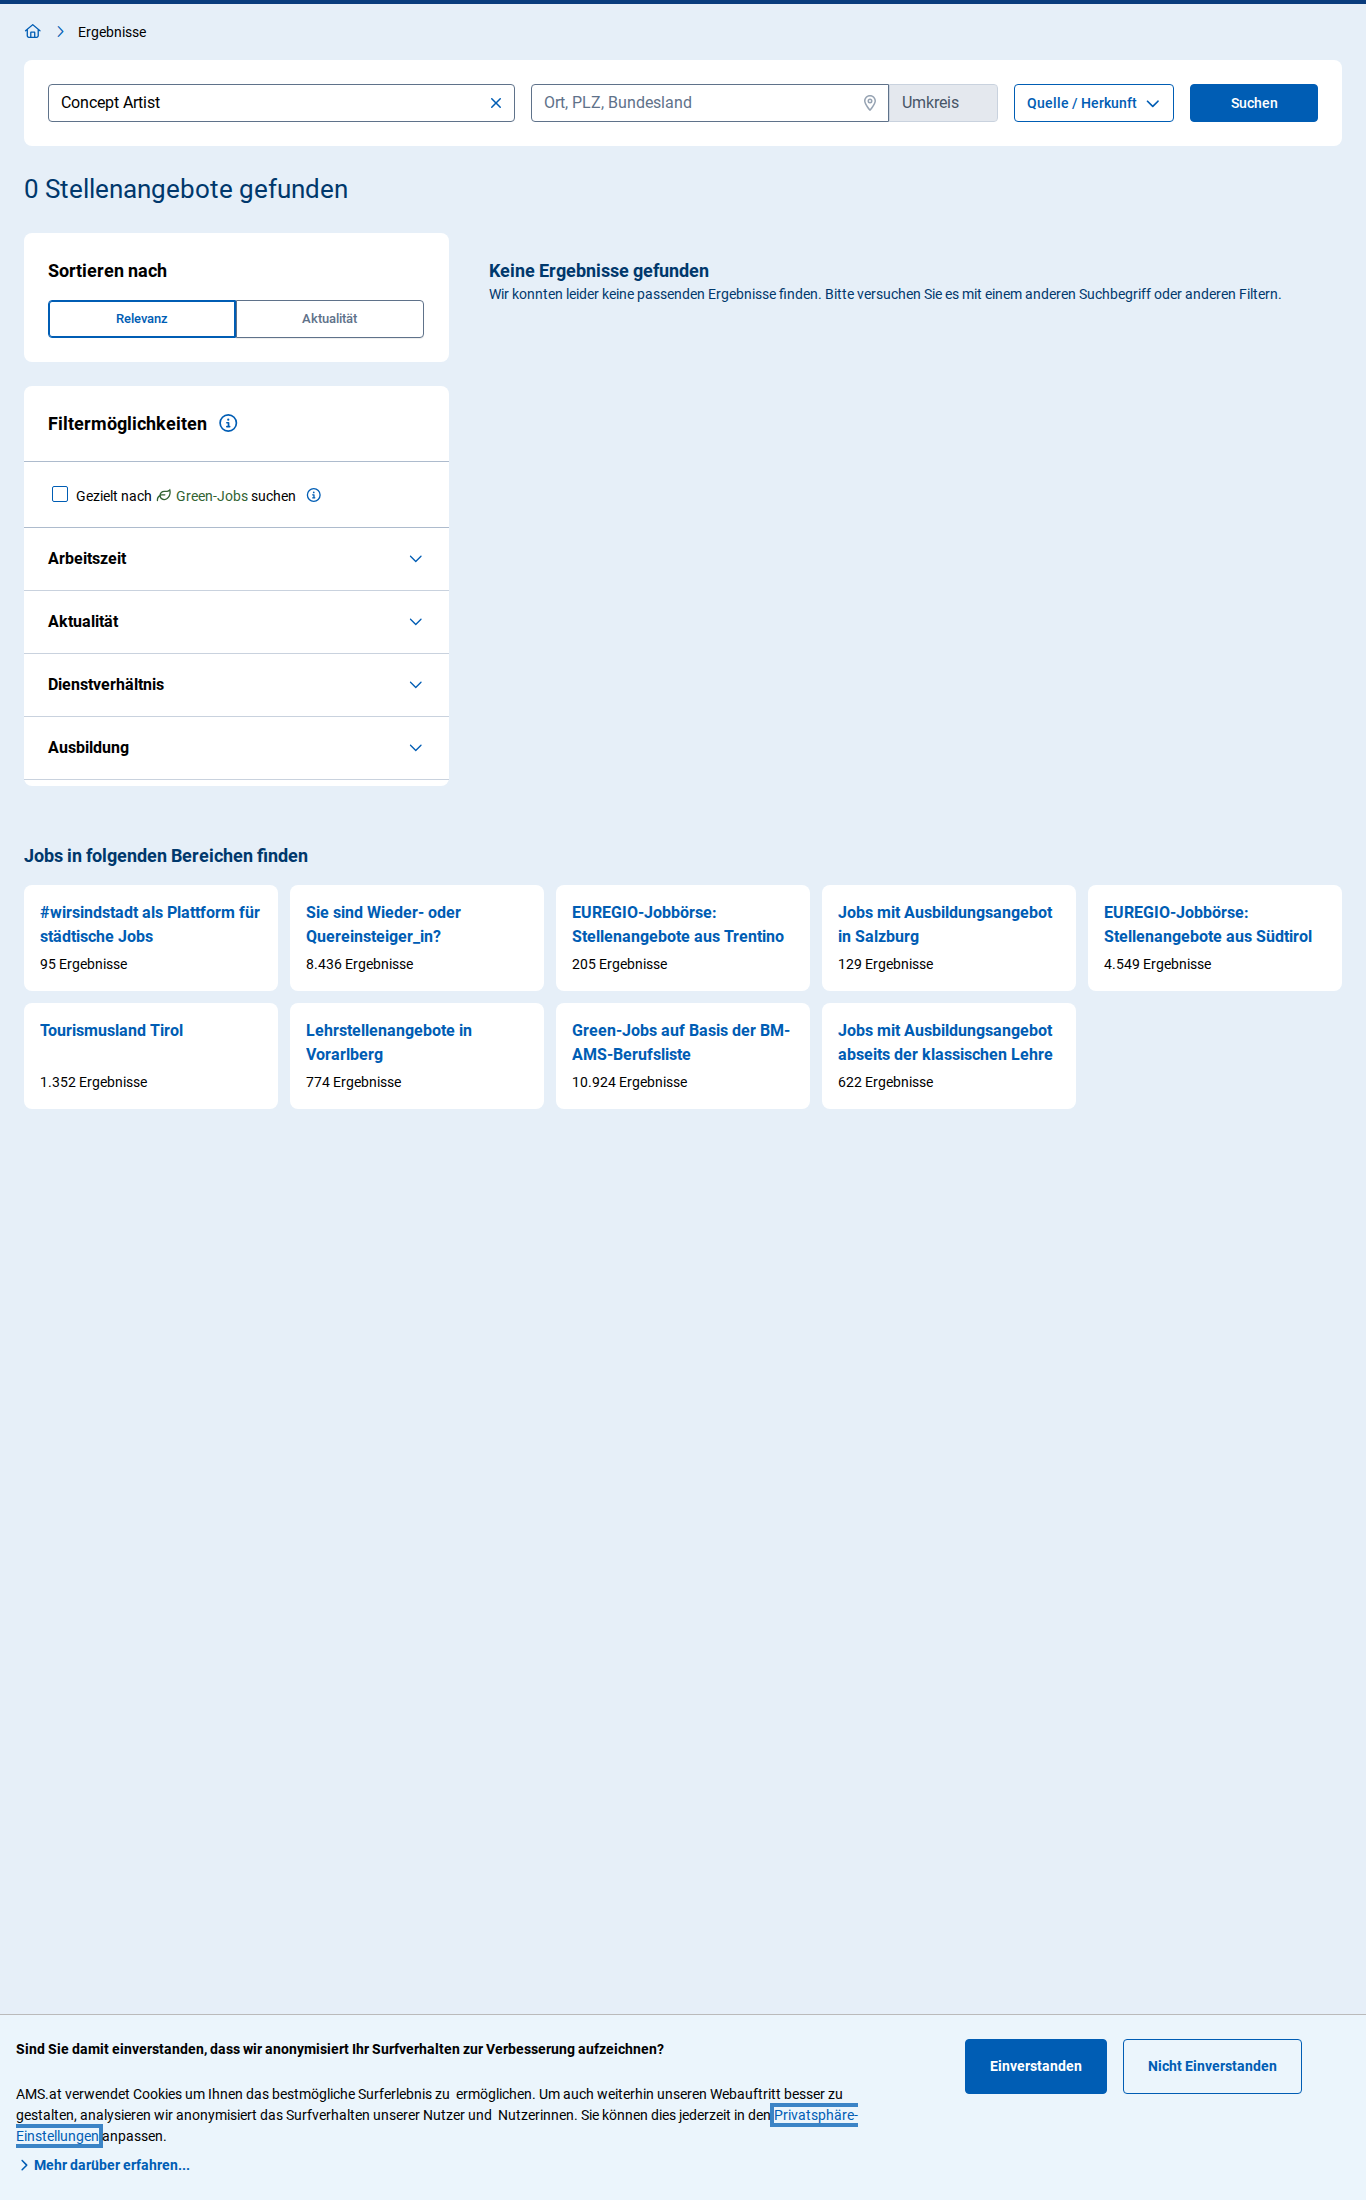 Ergebnisse
Concept Artist
Ort, PLZ, Bundesland
Umkreis
Quelle / Herkunft
Suchen
0 Stellenangebote gefunden
Sortieren nach
Relevanz
Aktualität
Keine Ergebnisse gefunden
Wir konnten leider keine passenden Ergebnisse finden. Bitte versuchen Sie es mit einem anderen Suchbegriff oder anderen Filtern.
Filtermöglichkeiten
Gezielt nach Green-Jobs suchen
Arbeitszeit
Aktualität
Dienstverhältnis
Ausbildung
Jobs in folgenden Bereichen finden
#wirsindstadt als Plattform für
städtische Jobs
95 Ergebnisse
Sie sind Wieder- oder
Quereinsteiger_in?
8.436 Ergebnisse
EUREGIO-Jobbörse:
Stellenangebote aus Trentino
205 Ergebnisse
Jobs mit Ausbildungsangebot
in Salzburg
129 Ergebnisse
EUREGIO-Jobbörse:
Stellenangebote aus Südtirol
4.549 Ergebnisse
Tourismusland Tirol
1.352 Ergebnisse
Lehrstellenangebote in
Vorarlberg
774 Ergebnisse
Green-Jobs auf Basis der BM-
AMS-Berufsliste
10.924 Ergebnisse
Jobs mit Ausbildungsangebot
abseits der klassischen Lehre
622 Ergebnisse
Sind Sie damit einverstanden, dass wir anonymisiert Ihr Surfverhalten zur Verbesserung aufzeichnen?
AMS.at verwendet Cookies um Ihnen das bestmögliche Surferlebnis zu ermöglichen. Um auch weiterhin unseren Webauftritt besser zu
gestalten, analysieren wir anonymisiert das Surfverhalten unserer Nutzer und Nutzerinnen. Sie können dies jederzeit in den Privatsphäre-
Einstellungen anpassen.
Mehr darüber erfahren...
Einverstanden
Nicht Einverstanden